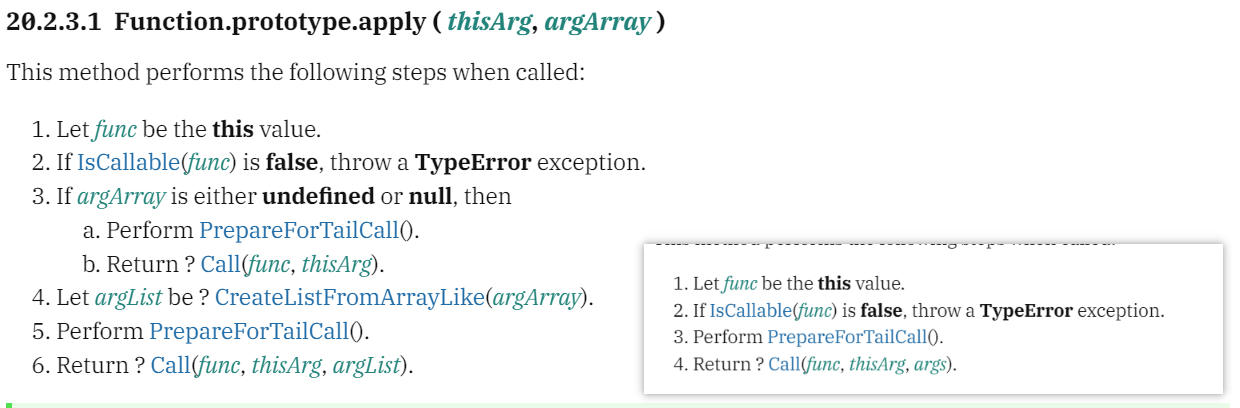 20.2.3.1 Function.prototype.apply ( thisArg, argArray )
This method performs the following steps when called:
1. Let func be the this value.
2. If IsCallable(func) is false, throw a TypeError exception.
3. If argArray is either undefined or null, then
a. Perform PrepareForTailCall().
b. Return ? Call(func, thisArg).
4. Let argList be ? CreateListFromArrayLike(argArray).
5. Perform PrepareForTailCall().
6. Return ? Call(func, thisArg, argList).
1. Let func be the this value.
2. If IsCallable(func) is false, throw a TypeError exception.
3. Perform PrepareForTailCall().
4. Return ? Call(func, thisArg, args).